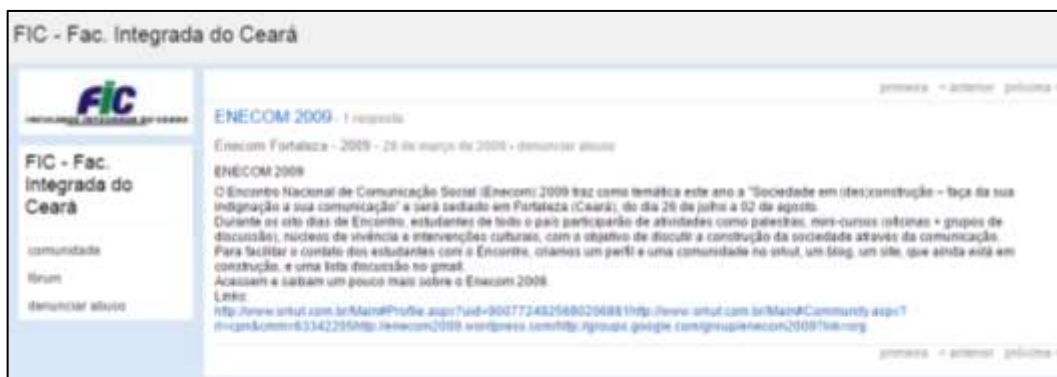 FIC - Fac. Integrada do Ceará
FIC
FACULDADE INTEGRADA DO CEARÁ
FIC - Fac.
Integrada do
Ceará
comunidade
fórum
denunciar abuso
primeira < anterior próxima
ENECOM 2009 - 1 resposta
Enecom Fortaleza - 2009 - 28 de março de 2009 - denunciar abuso
ENECOM 2009
O Encontro Nacional de Comunicação Social (Enecom) 2009 traz como temática este ano a "Sociedade em (des)construção – faça da sua
indignação a sua comunicação" e será sediado em Fortaleza (Ceará), do dia 26 de julho a 02 de agosto.
Durante os oito dias de Encontro, estudantes de todo o país participarão de atividades como palestras, mini-cursos (oficinas + grupos de
discussão), núcleos de vivência e intervenções culturais, com o objetivo de discutir a construção da sociedade através da comunicação.
Para facilitar o contato dos estudantes com o Encontro, criamos um perfil e uma comunidade no orkut, um blog, um site, que ainda está em
construção, e uma lista discussão no gmail.
Acessem e saibam um pouco mais sobre o Enecom 2009.
Links:
primeira < anterior próxima